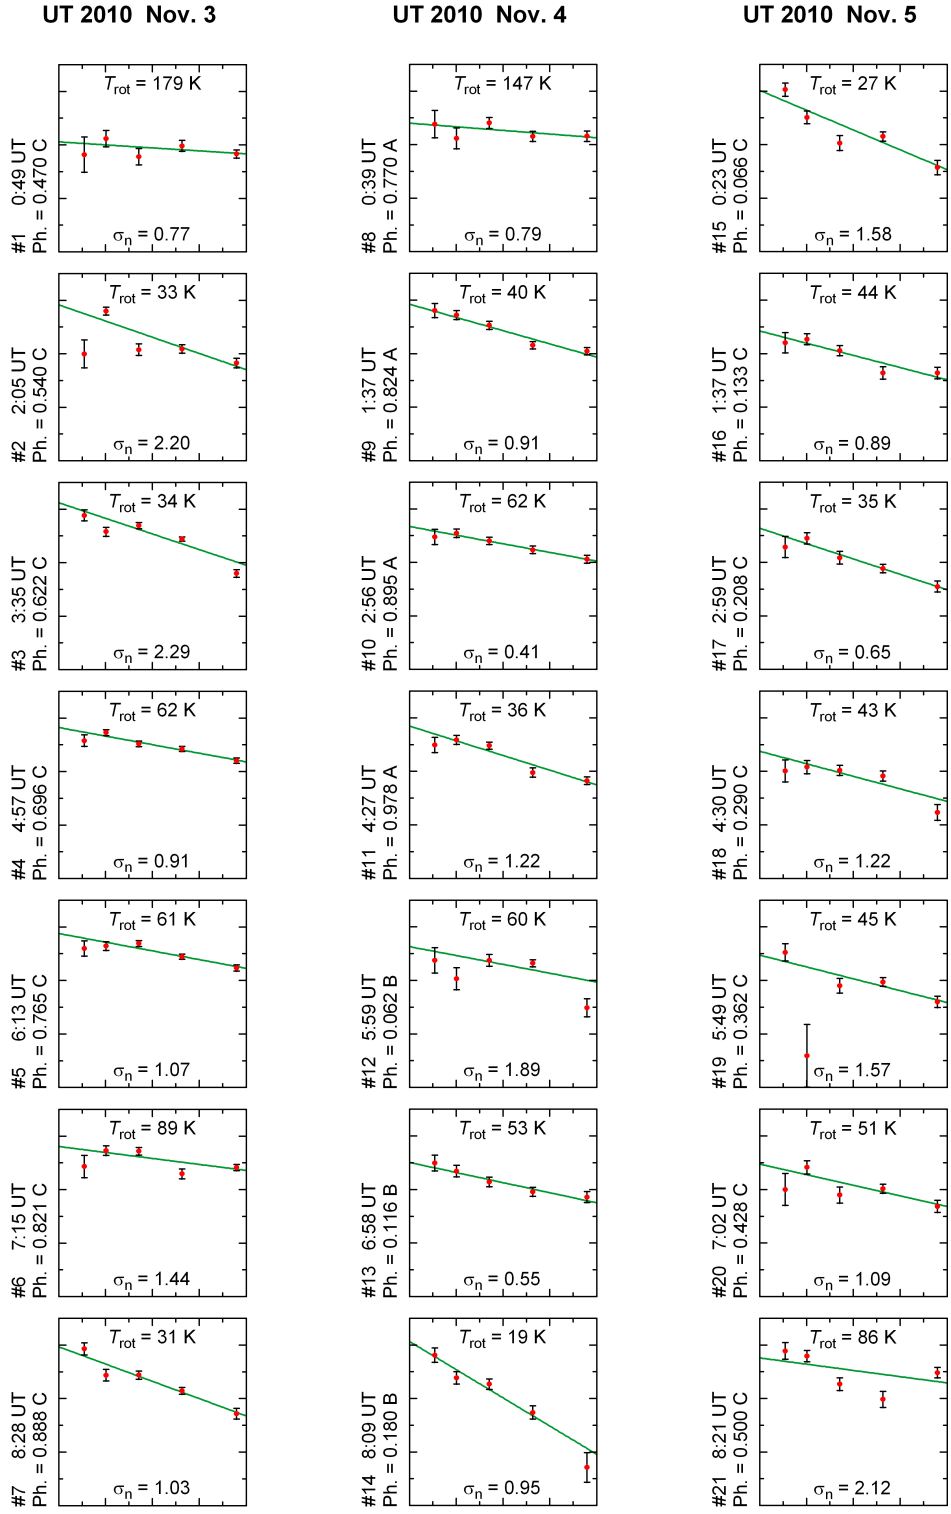 UT 2010 Nov. 3
UT 2010 Nov. 4
UT 2010 Nov. 5
#1 0:49 UT
Ph. = 0.470 C
Trot = 179 K
σn = 0.77
#8 0:39 UT
Ph. = 0.770 A
Trot = 147 K
σn = 0.79
#15 0:23 UT
Ph. = 0.066 C
Trot = 27 K
σn = 1.58
#2 2:05 UT
Ph. = 0.540 C
Trot = 33 K
σn = 2.20
#9 1:37 UT
Ph. = 0.824 A
Trot = 40 K
σn = 0.91
#16 1:37 UT
Ph. = 0.133 C
Trot = 44 K
σn = 0.89
#3 3:35 UT
Ph. = 0.622 C
Trot = 34 K
σn = 2.29
#10 2:56 UT
Ph. = 0.895 A
Trot = 62 K
σn = 0.41
#17 2:59 UT
Ph. = 0.208 C
Trot = 35 K
σn = 0.65
#4 4:57 UT
Ph. = 0.696 C
Trot = 62 K
σn = 0.91
#11 4:27 UT
Ph. = 0.978 A
Trot = 36 K
σn = 1.22
#18 4:30 UT
Ph. = 0.290 C
Trot = 43 K
σn = 1.22
#5 6:13 UT
Ph. = 0.765 C
Trot = 61 K
σn = 1.07
#12 5:59 UT
Ph. = 0.062 B
Trot = 60 K
σn = 1.89
#19 5:49 UT
Ph. = 0.362 C
Trot = 45 K
σn = 1.57
#6 7:15 UT
Ph. = 0.821 C
Trot = 89 K
σn = 1.44
#13 6:58 UT
Ph. = 0.116 B
Trot = 53 K
σn = 0.55
#20 7:02 UT
Ph. = 0.428 C
Trot = 51 K
σn = 1.09
#7 8:28 UT
Ph. = 0.888 C
Trot = 31 K
σn = 1.03
#14 8:09 UT
Ph. = 0.180 B
Trot = 19 K
σn = 0.95
#21 8:21 UT
Ph. = 0.500 C
Trot = 86 K
σn = 2.12